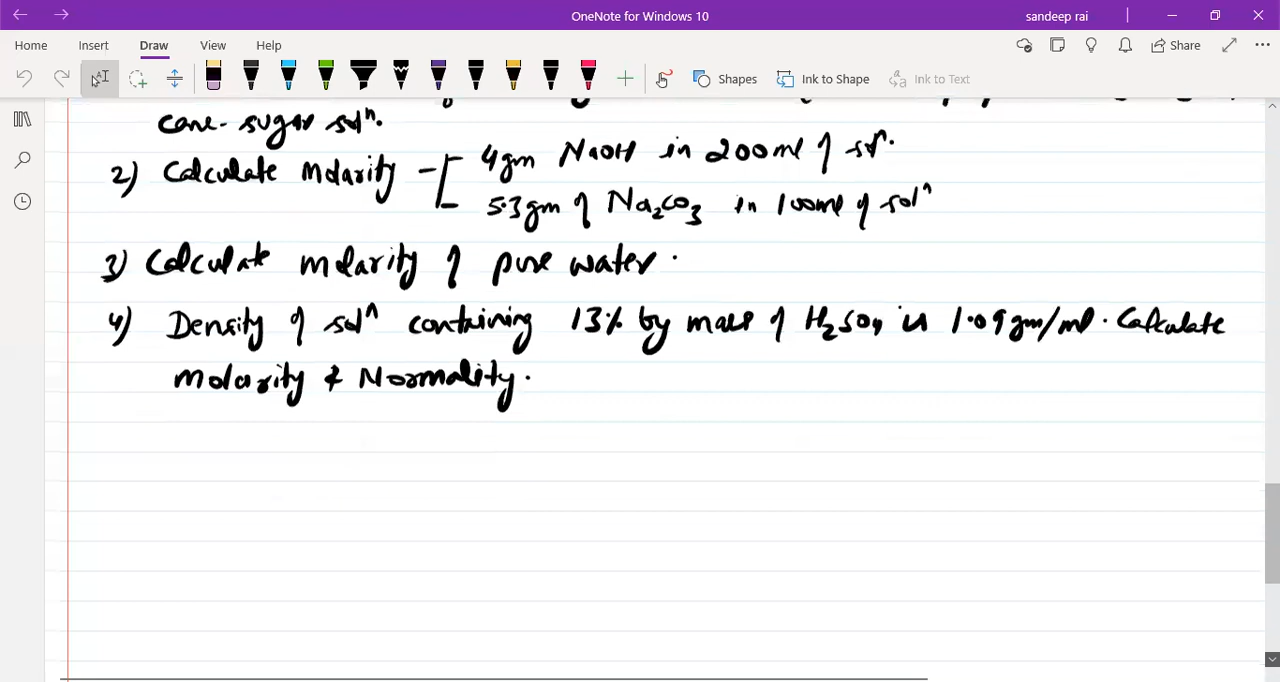 OneNote for Windows 10
sandeep rai
Home Insert Draw View Help
Share
Shapes Ink to Shape Ink to Text
cane-sugar solⁿ.
2) Calculate Molarity - 4gm NaOH in 200ml of solⁿ.
5.3gm of Na₂CO₃ in 100ml of solⁿ
3) Calculate molarity of pure water.
4) Density of solⁿ containing 13% by mass of H₂SO₄ is 1.09gm/ml. Calculate
Molarity & Normality.